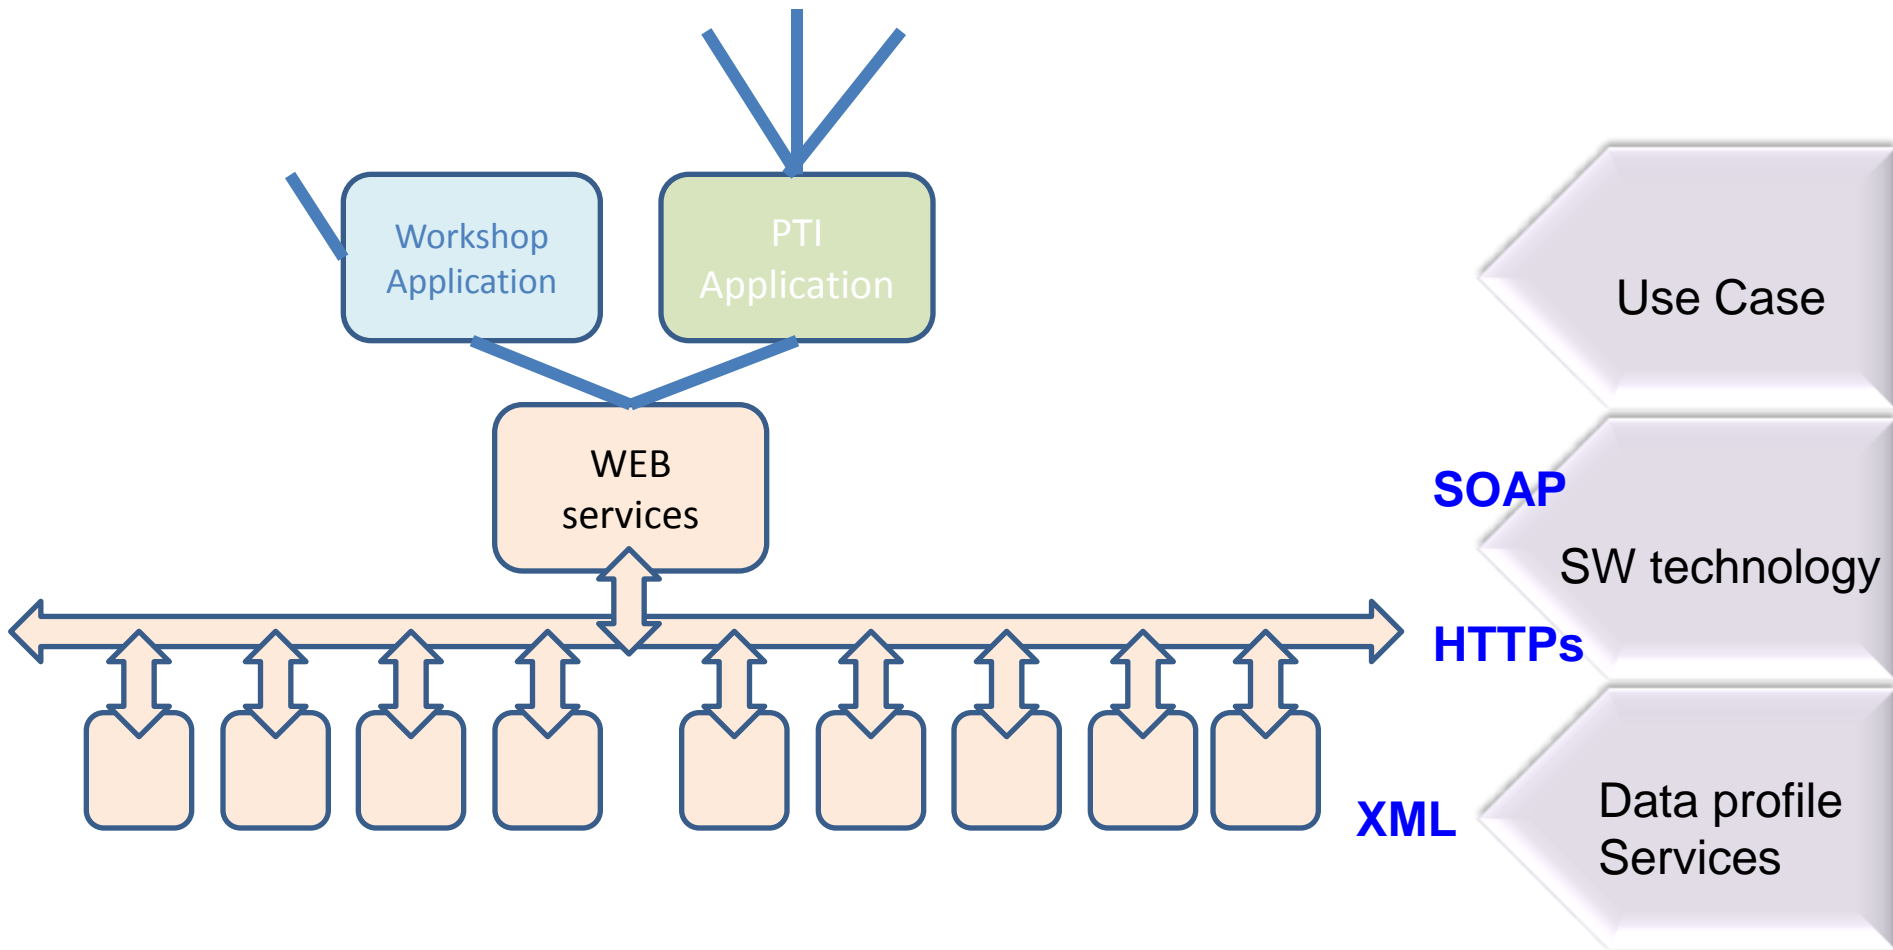 Workshop
Application
PTI
Application
Use Case
WEB
services
SOAP
SW technology
HTTPs
XML
Data profile
Services